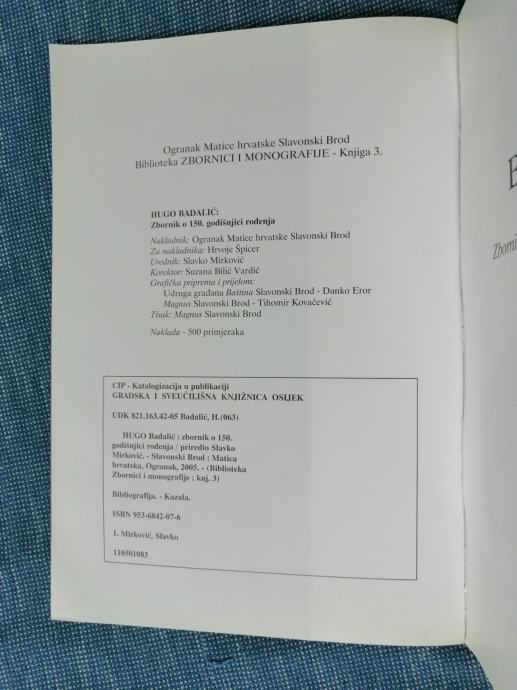 Ogranak Matice hrvatske Slavonski Brod
Biblioteka ZBORNICI I MONOGRAFIJE - Knjiga 3.
HUGO BADALIĆ:
Zbornik o 150. godišnjici rođenja
Nakladnik: Ogranak Matice hrvatske Slavonski Brod
Za nakladnika: Hrvoje Špicer
Urednik: Slavko Mirković
Korektor: Suzana Bilić Vardić
Grafička priprema i prijelom:
Udruga građana Baština Slavonski Brod - Danko Eror
Magnus Slavonski Brod - Tihomir Kovačević
Tisak: Magnus Slavonski Brod
Naklada - 500 primjeraka
CIP - Katalogizacija u publikaciji
GRADSKA I SVEUČILIŠNA KNJIŽNICA OSIJEK
UDK 821.163.42-05 Badalić, H.(063)
HUGO Badalić : zbornik o 150.
godišnjici rođenja / priredio Slavko
Mirković. - Slavonski Brod : Matica
hrvatska, Ogranak, 2005. - (Biblioteka
Zbornici i monografije ; knj. 3)
Bibliografija. - Kazala.
ISBN 953-6842-07-6
1. Mirković, Slavko
110501083